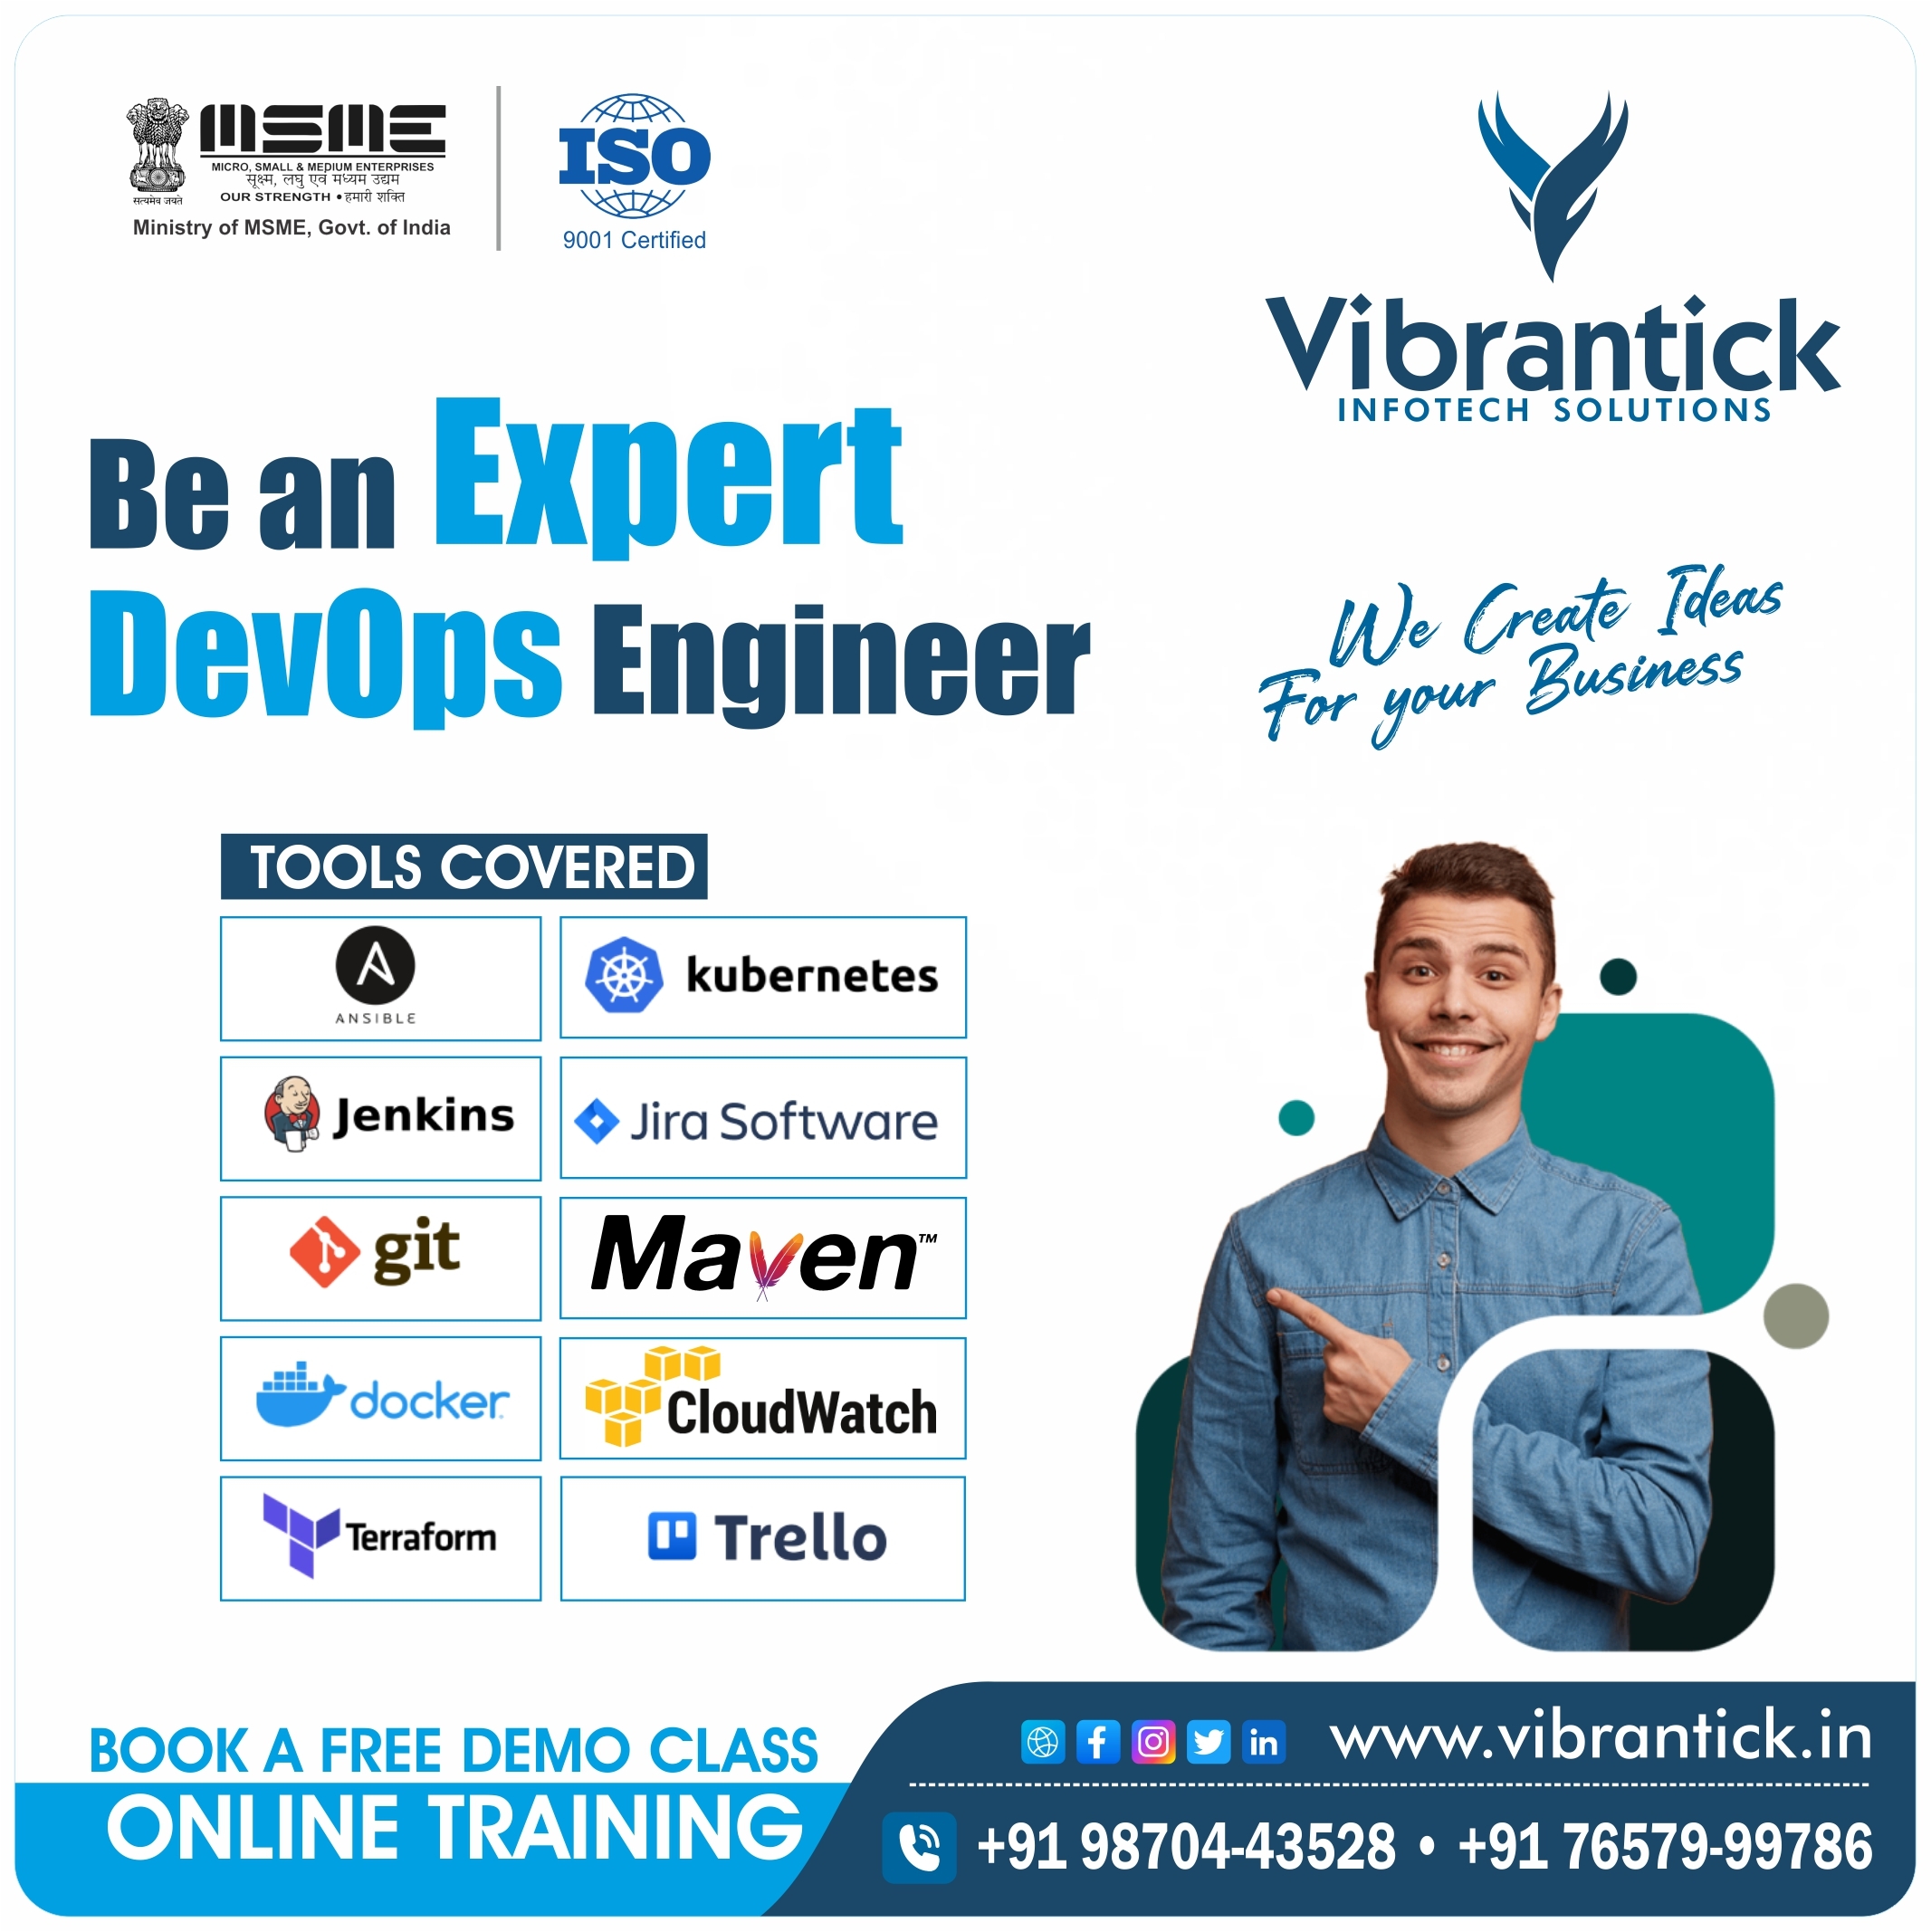 MSME
MICRO, SMALL & MEDIUM ENTERPRISES
सूक्ष्म, लघु एवं मध्यम उद्यम
OUR STRENGTH • हमारी शक्ति
सत्यमेव जयते
Ministry of MSME, Govt. of India
ISO
9001 Certified
Vibrantick
INFOTECH SOLUTIONS
Be an Expert
DevOps Engineer
We Create Ideas
For your Business
TOOLS COVERED
A
ANSIBLE
kubernetes
Jenkins
Jira Software
git
Maven™
docker
CloudWatch
Terraform
Trello
BOOK A FREE DEMO CLASS
ONLINE TRAINING
www.vibrantick.in
+91 98704-43528 • +91 76579-99786